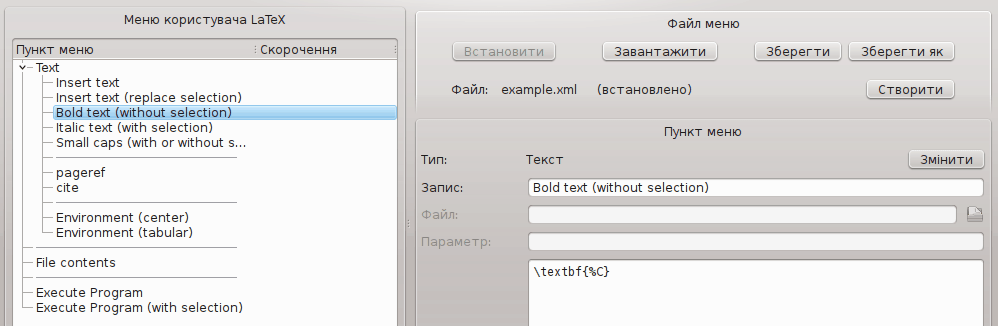 Меню користувача LaTeX
Пункт меню Скорочення
Text
Insert text
Insert text (replace selection)
Bold text (without selection)
Italic text (with selection)
Small caps (with or without s...
pageref
cite
Environment (center)
Environment (tabular)
File contents
Execute Program
Execute Program (with selection)
Файл меню
Встановити Завантажити Зберегти Зберегти як
Файл: example.xml (встановлено) Створити
Пункт меню
Тип: Текст Змінити
Запис: Bold text (without selection)
Файл:
Параметр:
\textbf{%C}